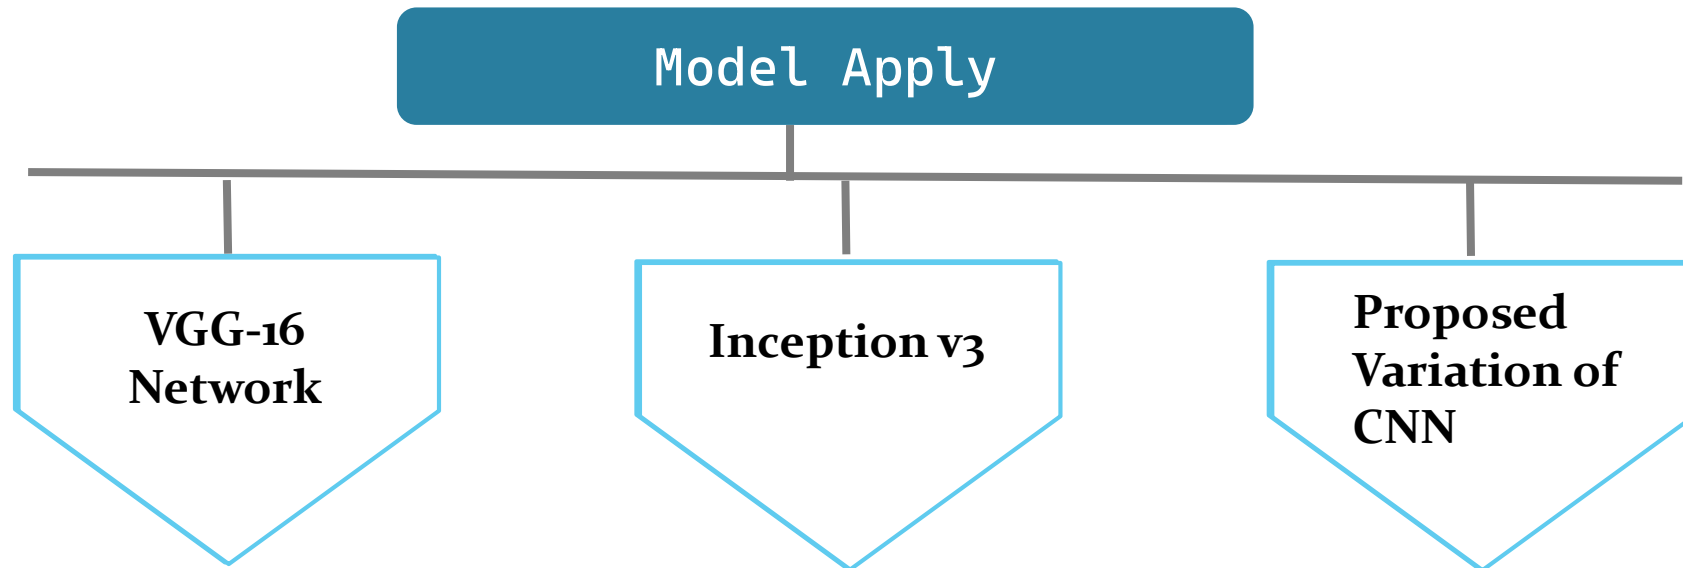 Model Apply
VGG-16
Network
Inception v3
Proposed
Variation of
CNN